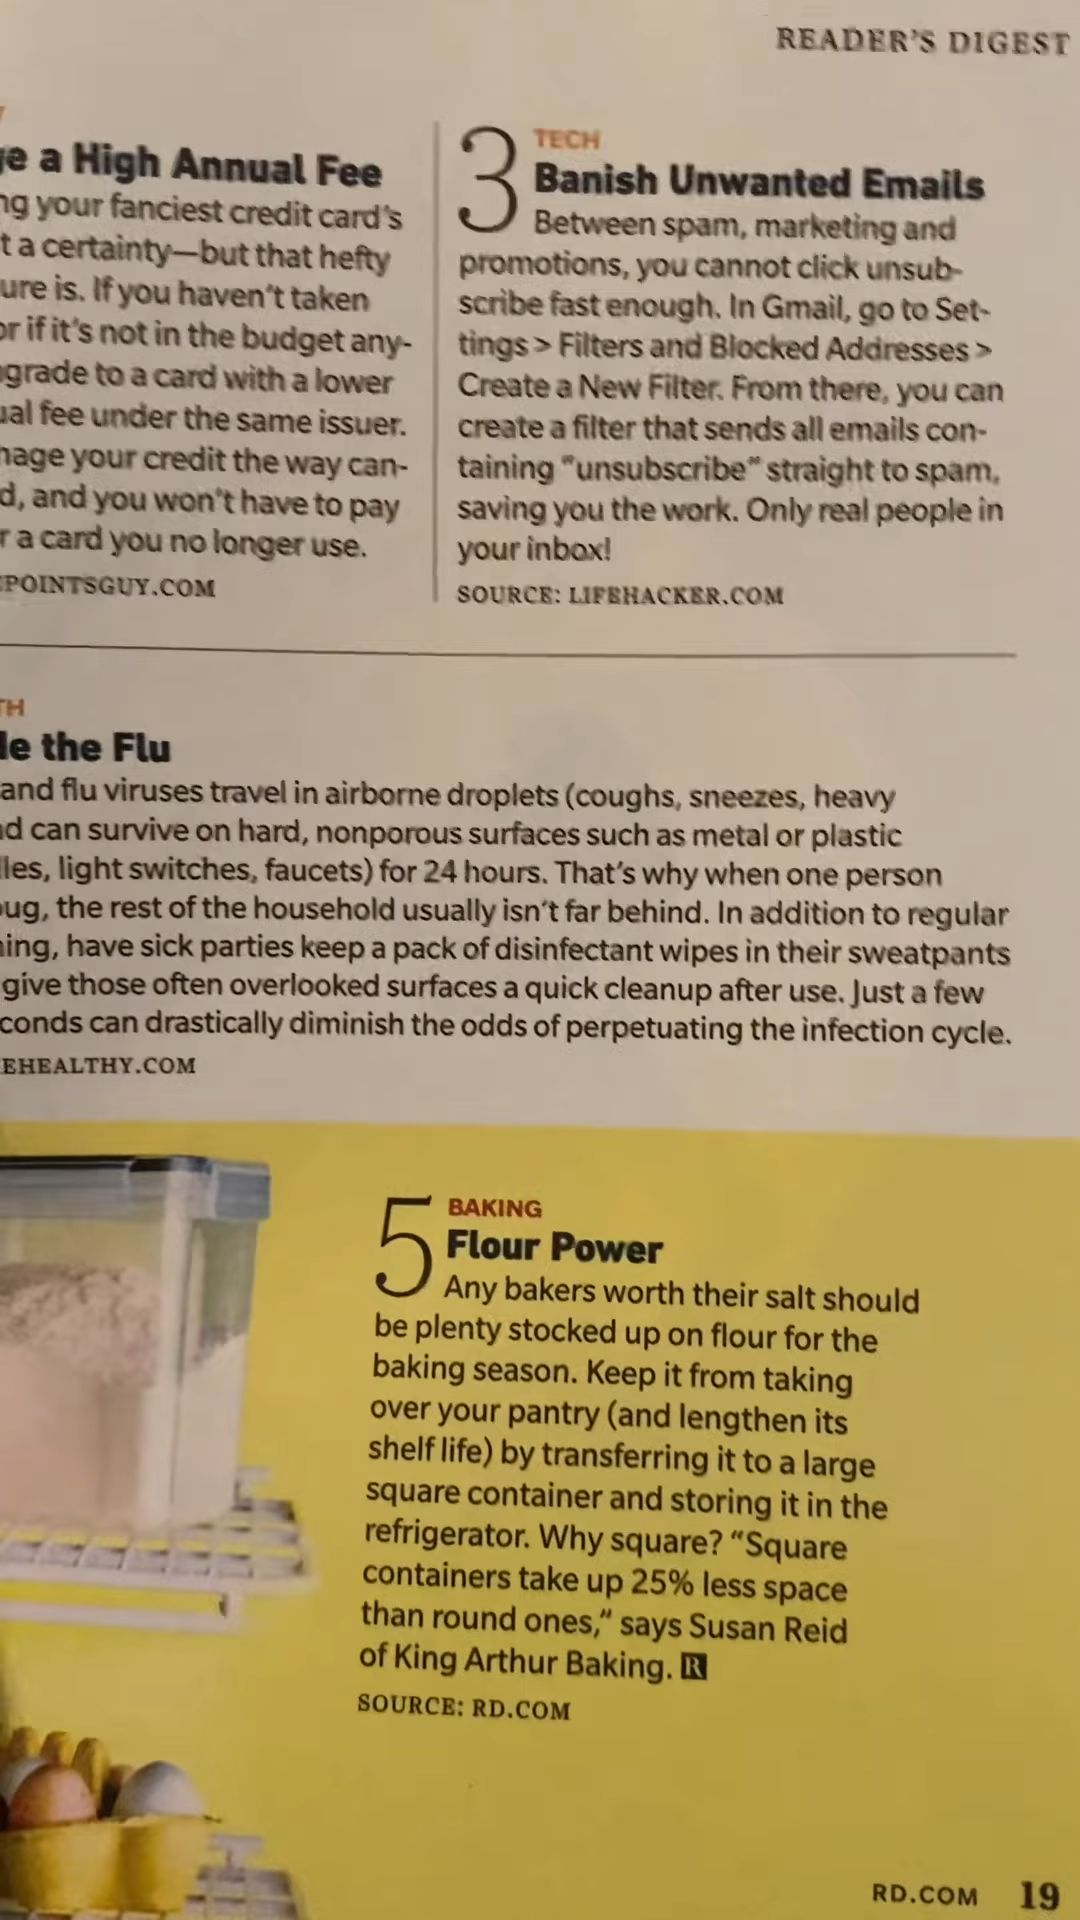 READER'S DIGEST
a High Annual Fee
your fanciest credit card's
a certainty—but that hefty
is. If you haven't taken
if it's not in the budget any-
to a card with a lower
fee under the same issuer.
your credit the way can-
and you won't have to pay
a card you no longer use.
POINTSGUY.COM
3
TECH
Banish Unwanted Emails
Between spam, marketing and
promotions, you cannot click unsub-
scribe fast enough. In Gmail, go to Set-
tings > Filters and Blocked Addresses >
Create a New Filter. From there, you can
create a filter that sends all emails con-
taining "unsubscribe" straight to spam,
saving you the work. Only real people in
your inbox!
SOURCE: LIFEHACKER.COM
TH
the Flu
and flu viruses travel in airborne droplets (coughs, sneezes, heavy
can survive on hard, nonporous surfaces such as metal or plastic
light switches, faucets) for 24 hours. That's why when one person
the rest of the household usually isn't far behind. In addition to regular
have sick parties keep a pack of disinfectant wipes in their sweatpants
give those often overlooked surfaces a quick cleanup after use. Just a few
conds can drastically diminish the odds of perpetuating the infection cycle.
EHEALTHY.COM
5
BAKING
Flour Power
Any bakers worth their salt should
be plenty stocked up on flour for the
baking season. Keep it from taking
over your pantry (and lengthen its
shelf life) by transferring it to a large
square container and storing it in the
refrigerator. Why square? "Square
containers take up 25% less space
than round ones," says Susan Reid
of King Arthur Baking. R
SOURCE: RD.COM
RD.COM 19